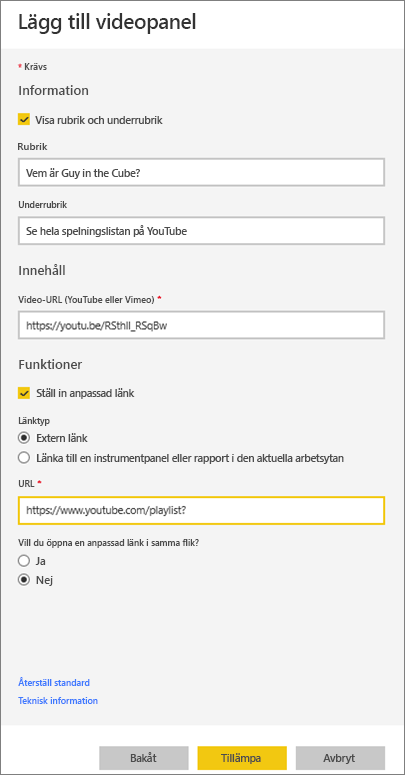 Lägg till videopanel
* Krävs
Information
Visa rubrik och underrubrik
Rubrik
Vem är Guy in the Cube?
Underrubrik
Se hela spelningslistan på YouTube
Innehåll
Video-URL (YouTube eller Vimeo) *
https://youtu.be/RSthII_RSqBw
Funktioner
Ställ in anpassad länk
Länktyp
Extern länk
Länka till en instrumentpanel eller rapport i den aktuella arbetsytan
URL *
https://www.youtube.com/playlist?
Vill du öppna en anpassad länk i samma flik?
Ja
Nej
Återställ standard
Teknisk information
Bakåt Tillämpa Avbryt